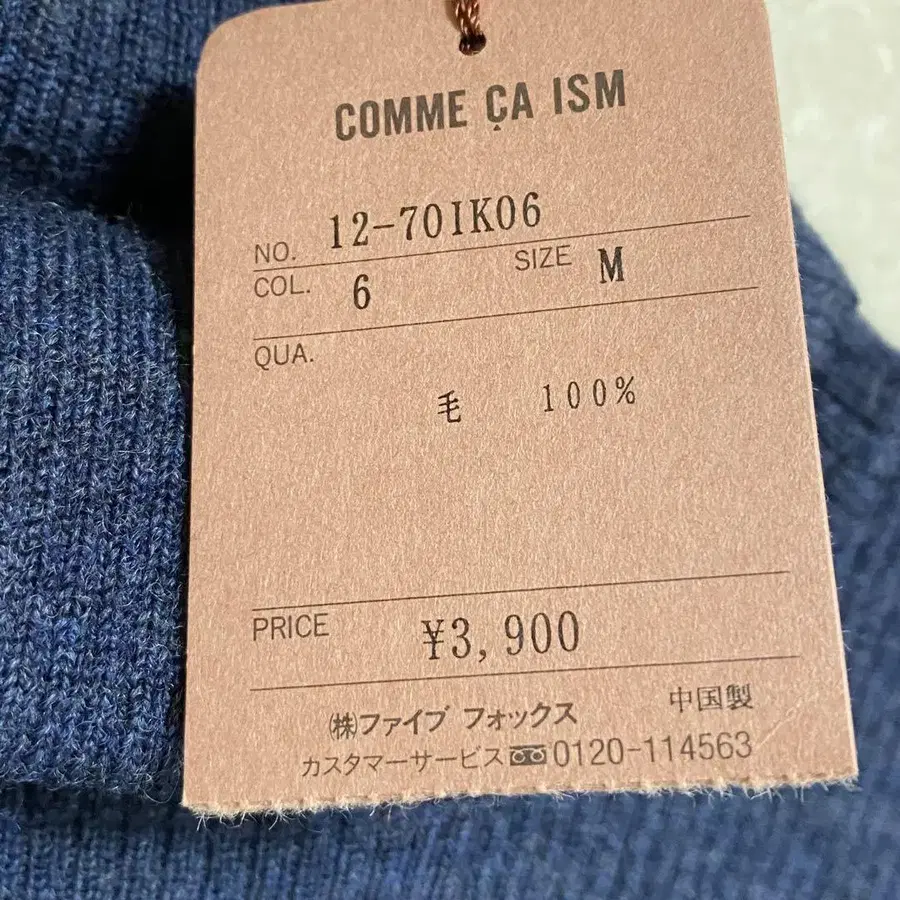 COMME ÇA ISM
NO. 12-70IK06
COL. 6 SIZE M
QUA.
毛 100%
PRICE ¥3,900
㈱ファイブ フォックス 中国製
カスタマーサービス 0120-114563